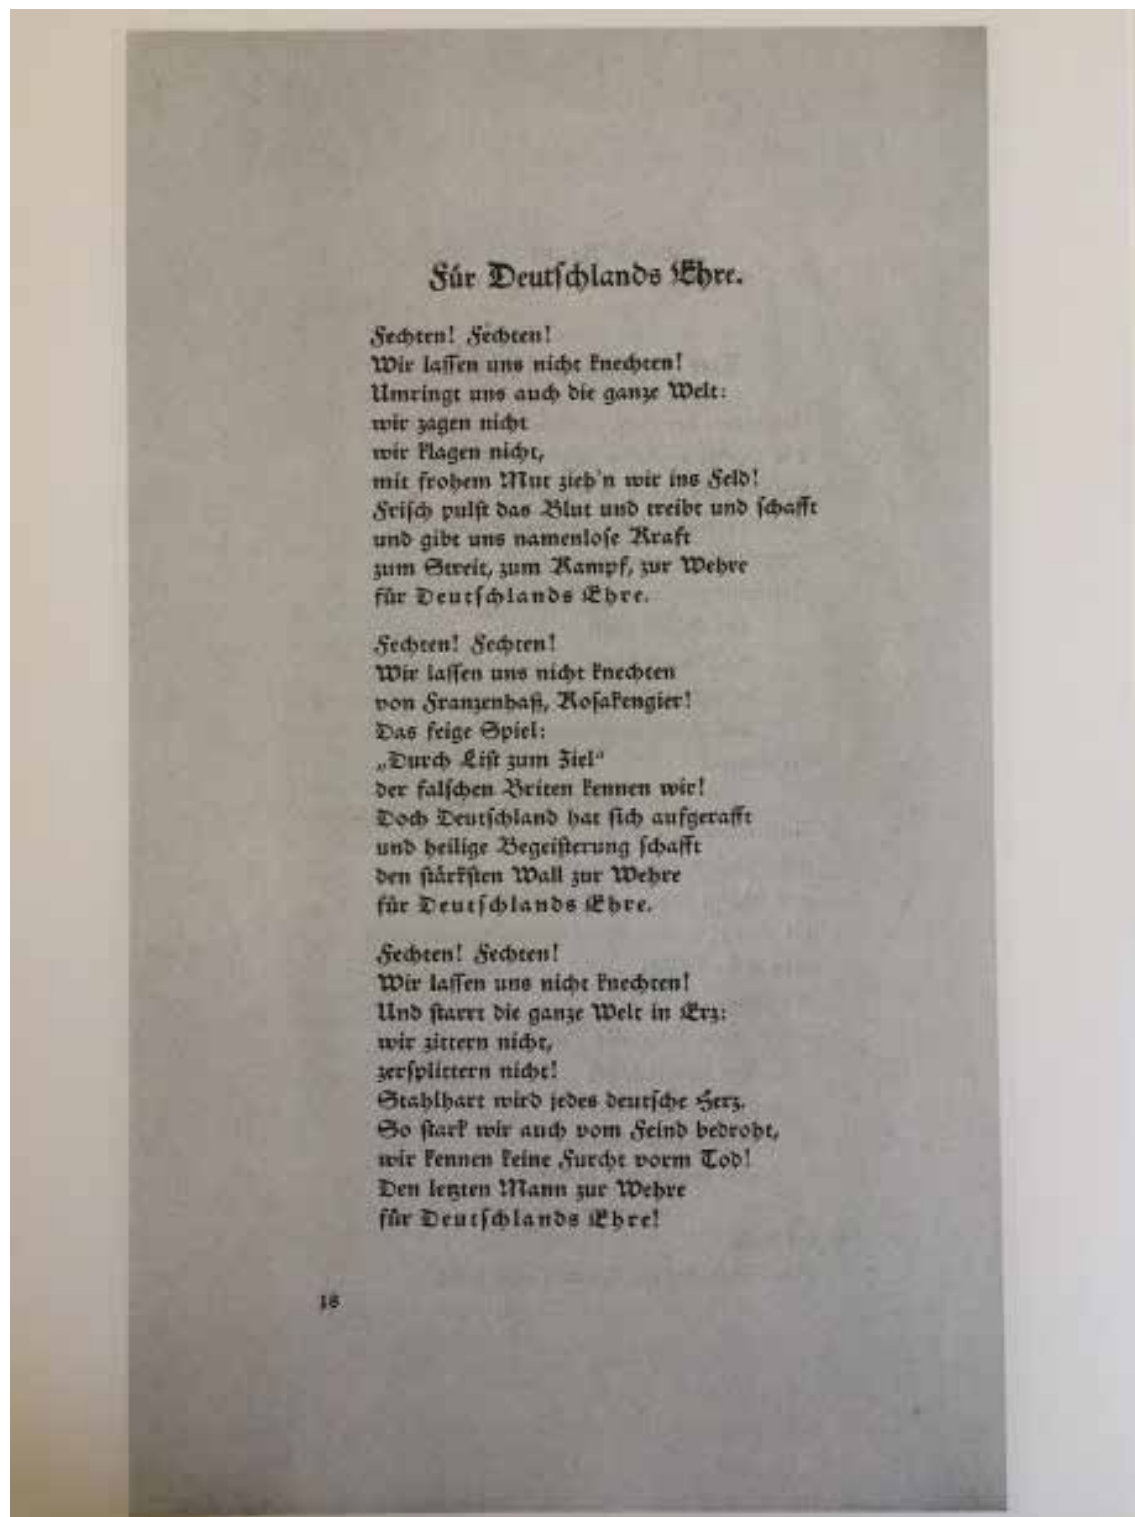 Für Deutschlands Ehre.
Fechten! Fechten!
Wir lassen uns nicht knechten!
Umringt uns auch die ganze Welt:
wir zagen nicht
wir klagen nicht,
mit frohem Mut zieh'n wir ins Feld!
Frisch pulst das Blut und treibt und schafft
und gibt uns namenlose Kraft
zum Streit, zum Kampf, zur Wehre
für Deutschlands Ehre.
Fechten! Fechten!
Wir lassen uns nicht knechten
von Franzenhaß, Kosakengier!
Das feige Spiel:
„Durch List zum Ziel“
der falschen Briten kennen wir!
Doch Deutschland hat sich aufgerafft
und heilige Begeisterung schafft
den stärksten Wall zur Wehre
für Deutschlands Ehre.
Fechten! Fechten!
Wir lassen uns nicht knechten!
Und starrt die ganze Welt in Erz:
wir zittern nicht,
zersplittern nicht!
Stahlhart wird jedes deutsche Herz.
So stark wir auch vom Feind bedroht,
wir kennen keine Furcht vorm Tod!
Den letzten Mann zur Wehre
für Deutschlands Ehre!